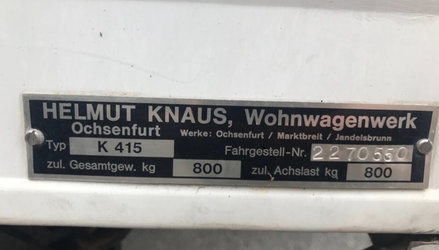 HELMUT KNAUS, Wohnwagenwerk
Ochsenfurt Werke: Ochsenfurt / Marktbreit / Jandelsbrunn
Typ K 415 Fahrgestell-Nr. 2270550
zul. Gesamtgew. kg 800 zul. Achslast kg 800